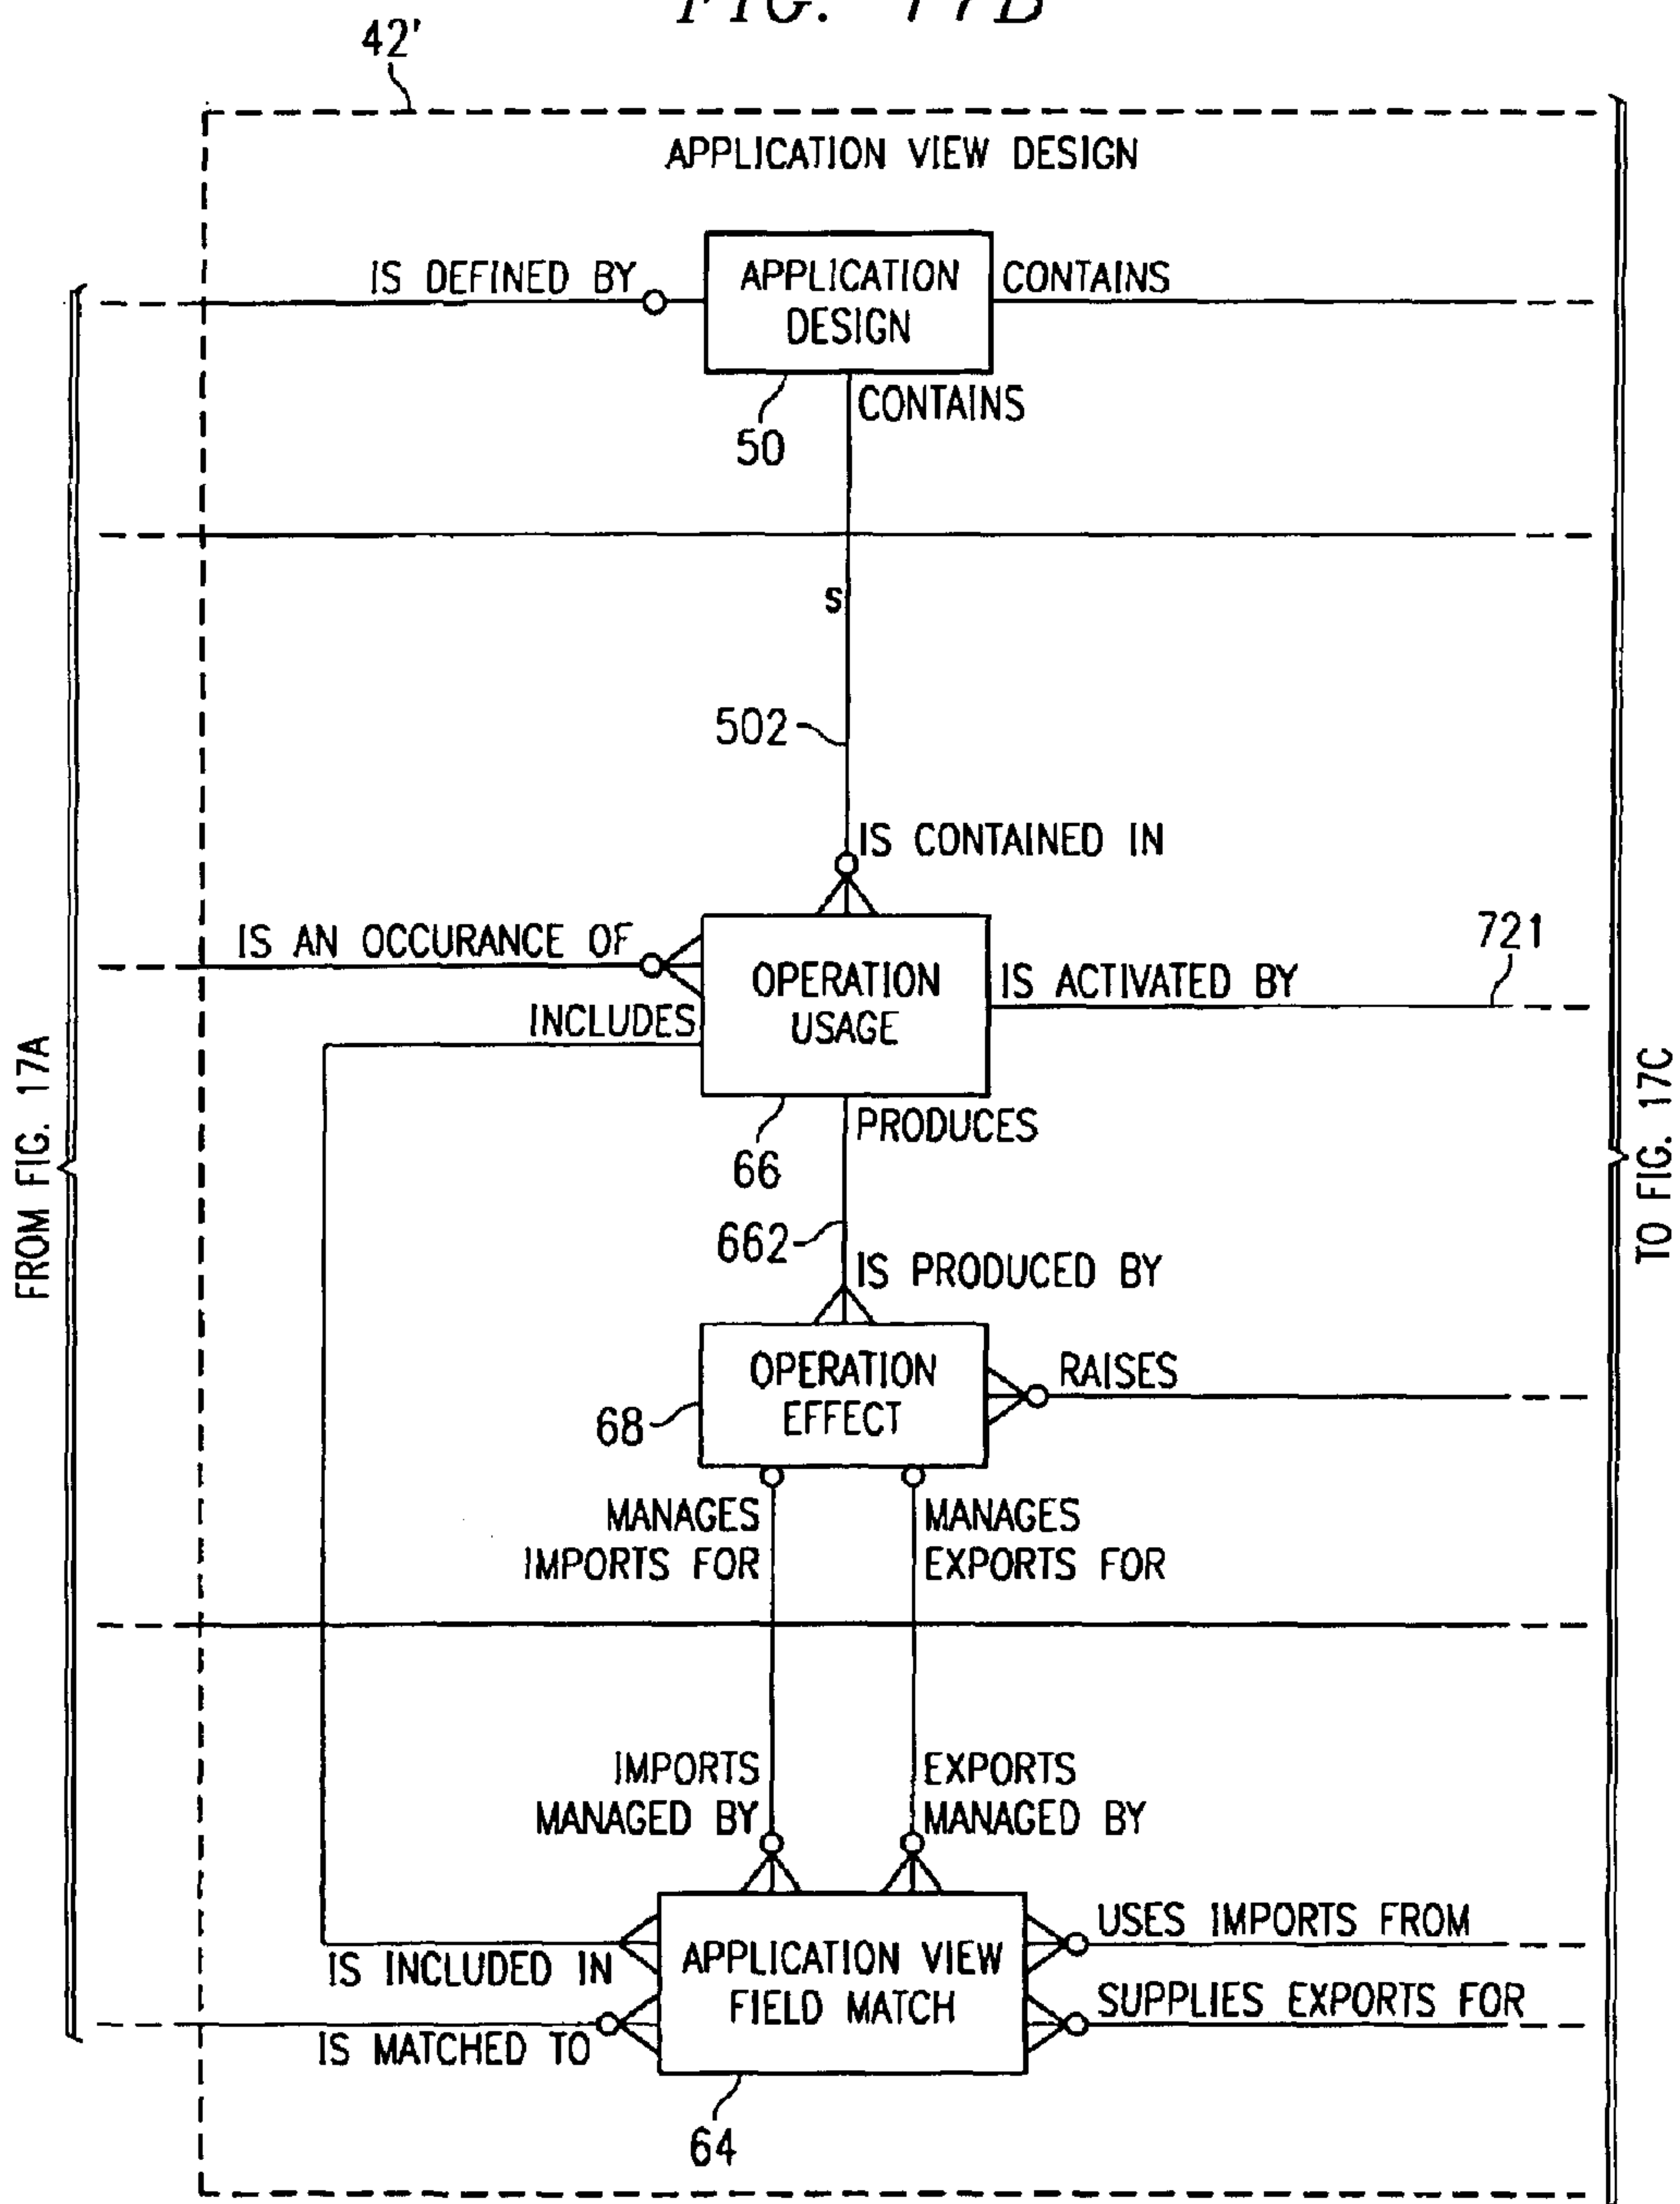 FIG. 17B
42'
APPLICATION VIEW DESIGN
IS DEFINED BY
APPLICATION
DESIGN
CONTAINS
CONTAINS
50
S
502
IS CONTAINED IN
IS AN OCCURANCE OF
OPERATION
USAGE
IS ACTIVATED BY
721
INCLUDES
PRODUCES
66
662
IS PRODUCED BY
OPERATION
EFFECT
RAISES
68
MANAGES
IMPORTS FOR
MANAGES
EXPORTS FOR
FROM FIG. 17A
TO FIG. 17C
IMPORTS
MANAGED BY
EXPORTS
MANAGED BY
APPLICATION VIEW
FIELD MATCH
USES IMPORTS FROM
IS INCLUDED IN
SUPPLIES EXPORTS FOR
IS MATCHED TO
64